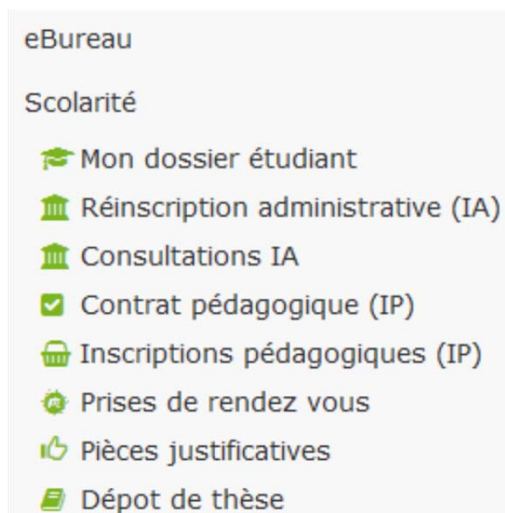 eBureau
Scolarité
Mon dossier étudiant
Réinscription administrative (IA)
Consultations IA
Contrat pédagogique (IP)
Inscriptions pédagogiques (IP)
Prises de rendez vous
Pièces justificatives
Dépot de thèse